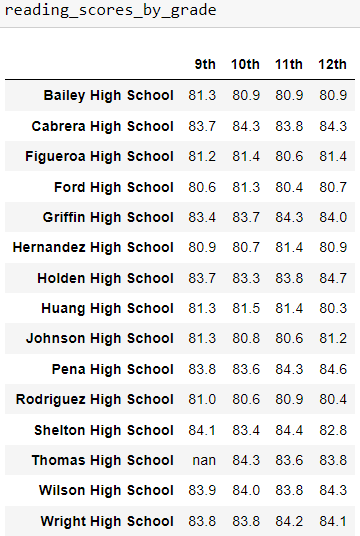 reading_scores_by_grade
9th 10th 11th 12th
Bailey High School 81.3 80.9 80.9 80.9
Cabrera High School 83.7 84.3 83.8 84.3
Figueroa High School 81.2 81.4 80.6 81.4
Ford High School 80.6 81.3 80.4 80.7
Griffin High School 83.4 83.7 84.3 84.0
Hernandez High School 80.9 80.7 81.4 80.9
Holden High School 83.7 83.3 83.8 84.7
Huang High School 81.3 81.5 81.4 80.3
Johnson High School 81.3 80.8 80.6 81.2
Pena High School 83.8 83.6 84.3 84.6
Rodriguez High School 81.0 80.6 80.9 80.4
Shelton High School 84.1 83.4 84.4 82.8
Thomas High School nan 84.3 83.6 83.8
Wilson High School 83.9 84.0 83.8 84.3
Wright High School 83.8 83.8 84.2 84.1